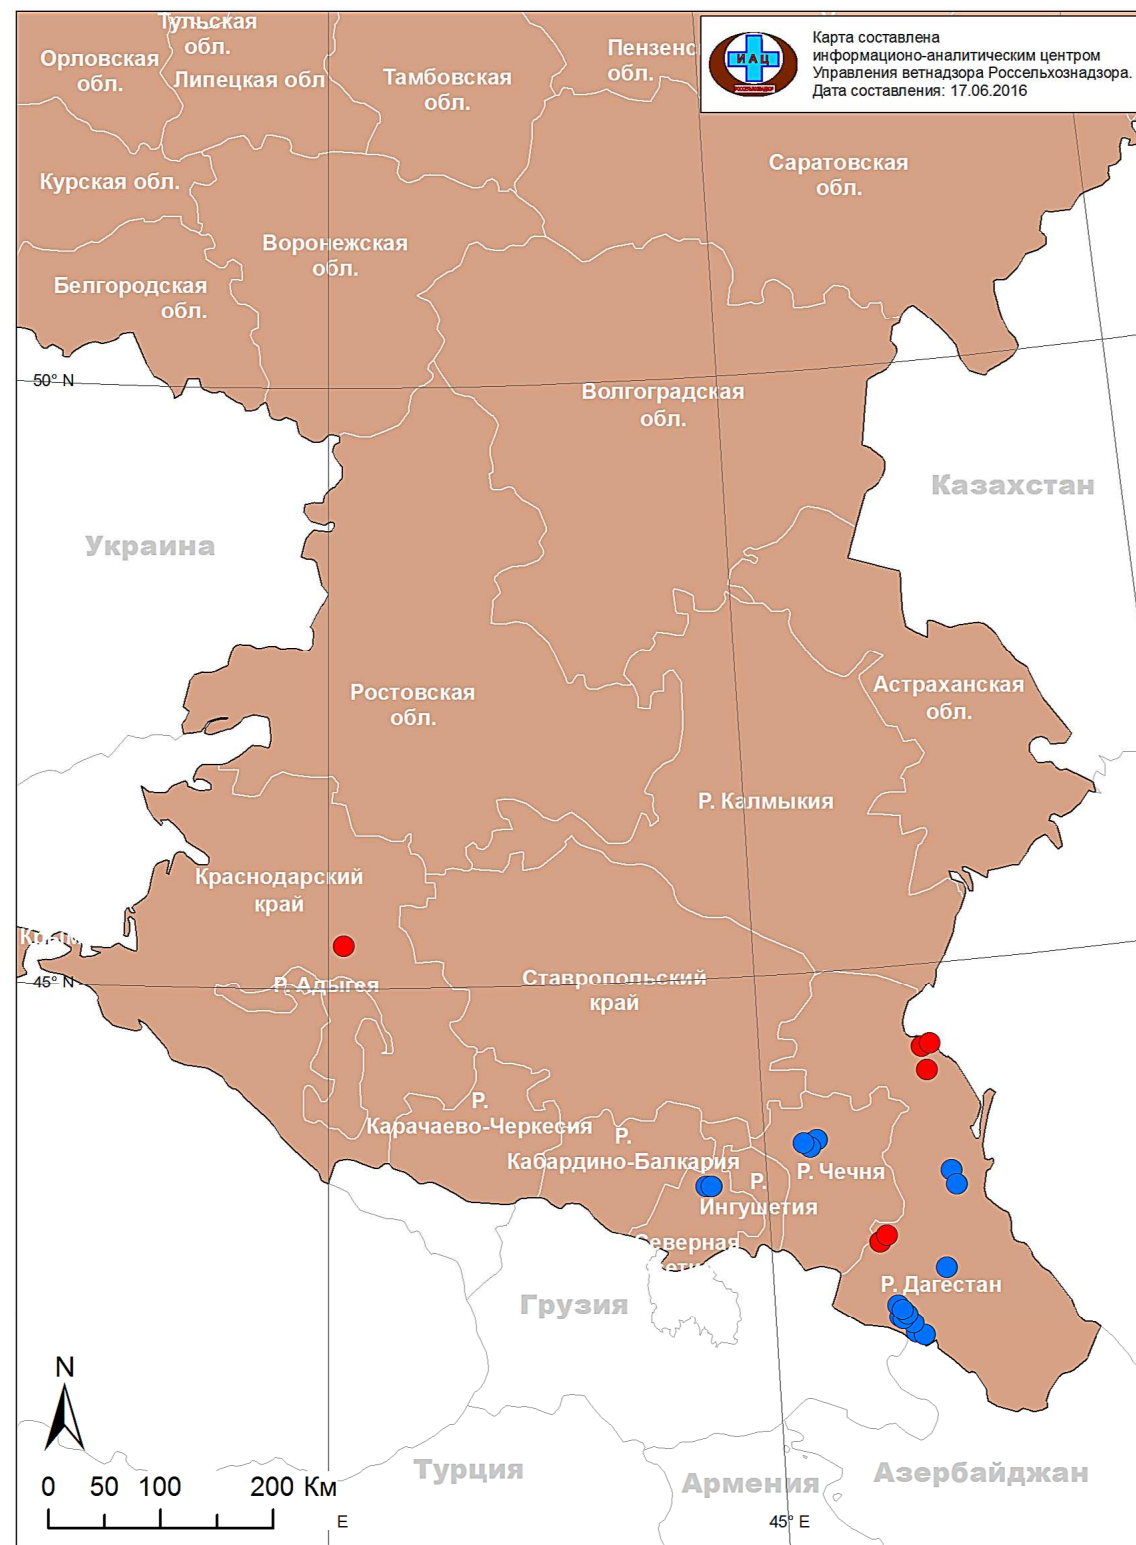 Тульская
обл.
Орловская
обл.
Липецкая обл
Тамбовская
обл.
обл.
ИАЦ
РОССЕЛЬХОЗНАДЗОР
Карта составлена
информационо-аналитическим центром
Управления ветнадзора Россельхознадзора.
Дата составления: 17.06.2016
Курская обл.
Саратовская
обл.
Воронежская
обл.
Белгородская
обл.
50° N
Волгоградская
обл.
Казахстан
Украина
Ростовская
обл.
Астраханская
обл.
Р. Калмыкия
Краснодарский
край
Крым
45° N
Р. Адыгея
Ставропольский
край
Р.
Карачаево-Черкесия
Р.
Кабардино-Балкария
Р. Чечня
Р.
Ингушетия
Северная
Р. Дагестан
Грузия
N
Турция
Армения
Азербайджан
0 50 100 200 Км
E
45° E